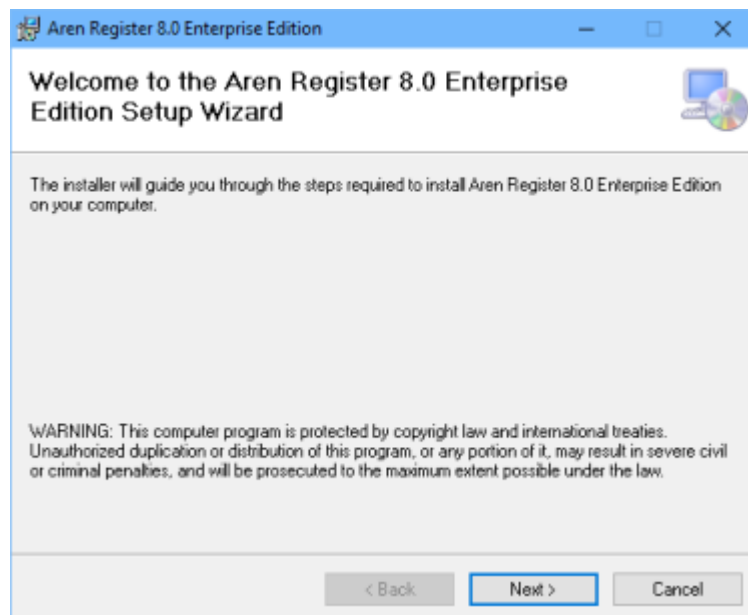 Aren Register 8.0 Enterprise Edition
Welcome to the Aren Register 8.0 Enterprise
Edition Setup Wizard
The installer will guide you through the steps required to install Aren Register 8.0 Enterprise Edition
on your computer.
WARNING: This computer program is protected by copyright law and international treaties.
Unauthorized duplication or distribution of this program, or any portion of it, may result in severe civil
or criminal penalties, and will be prosecuted to the maximum extent possible under the law.
< Back Next > Cancel